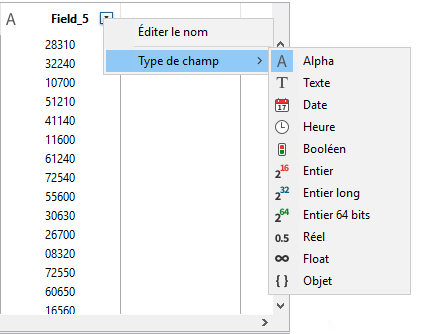 A Field_5
Éditer le nom
Type de champ
28310
32240
10700
51210
41140
11600
61240
72540
55600
30630
26700
08320
72550
60650
16560
A Alpha
T Texte
17 Date
Heure
Booléen
2^16 Entier
2^32 Entier long
2^64 Entier 64 bits
0.5 Réel
∞ Float
{ } Objet